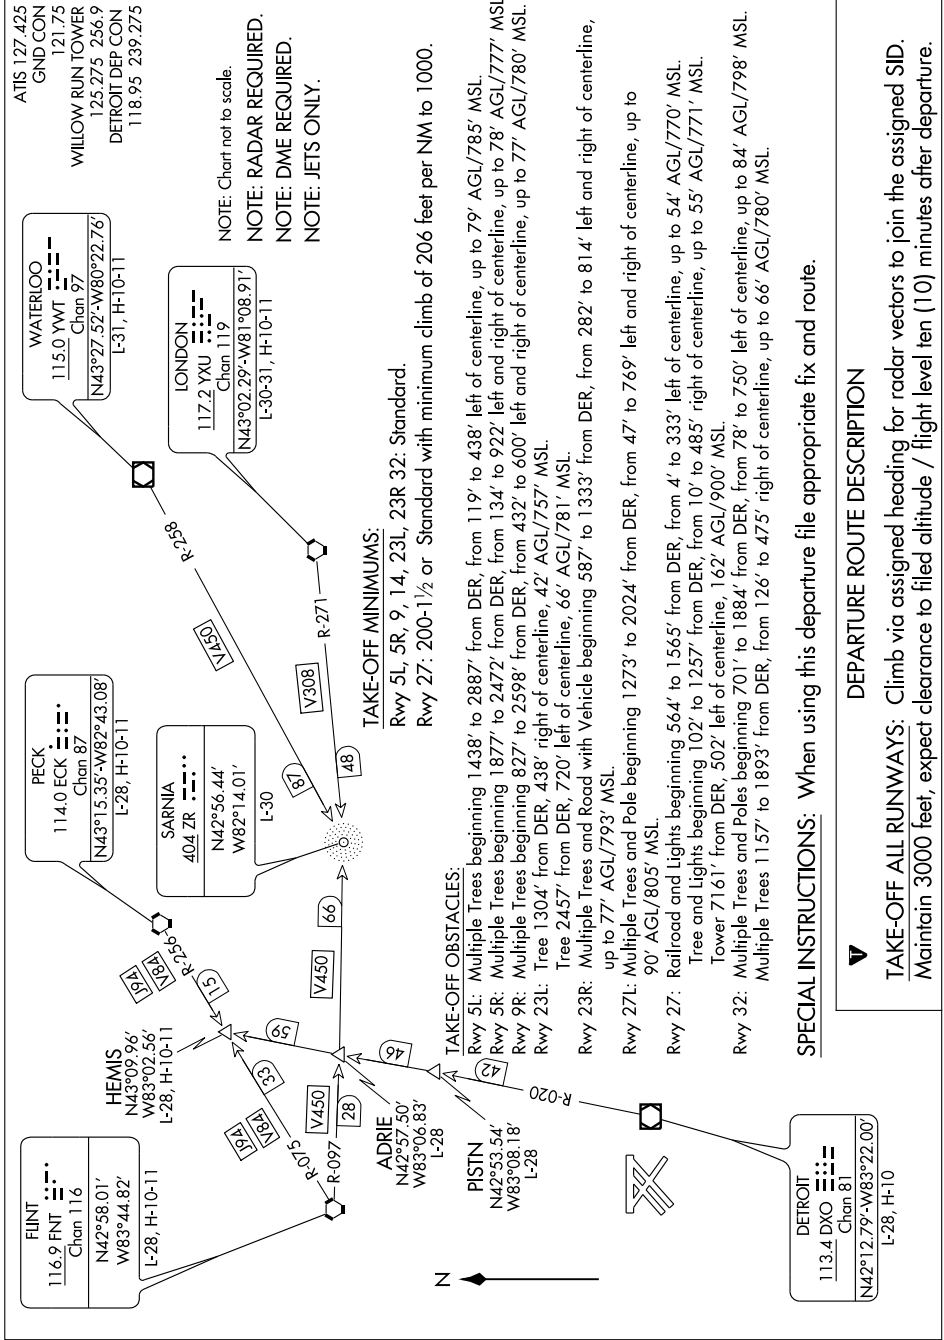 ATIS 127.425
GND CON
121.75
WILLOW RUN TOWER
125.275 256.9
DETROIT DEP CON
118.95 239.275
NOTE: Chart not to scale.
NOTE: RADAR REQUIRED.
NOTE: DME REQUIRED.
NOTE: JETS ONLY.
WATERLOO
115.0 YWT
Chan 97
N43°27.52'-W80°22.76'
L-31, H-10-11
LONDON
117.2 YXU
Chan 119
N43°02.29'-W81°08.91'
L-30-31, H-10-11
PECK
114.0 ECK
Chan 87
N43°15.35'-W82°43.08'
L-28, H-10-11
SARNIA
404 ZR
N42°56.44'
W82°14.01'
L-30
FLINT
116.9 FNT
Chan 116
N42°58.01'
W83°44.82'
L-28, H-10-11
HEMIS
N43°09.96'
W83°02.56'
L-28, H-10-11
ADRIE
N42°57.50'
W83°06.83'
L-28
PISTN
N42°53.54'
W83°08.18'
L-28
DETROIT
113.4 DXO
Chan 81
N42°12.79'-W83°22.00'
L-28, H-10
R-258
V450
87
R-271
V308
48
J94
V84
R-256
15
J94
V84
R-075
33
R-097
V450
28
59
V450
66
46
42
R-020
N
TAKE-OFF MINIMUMS:
Rwy 5L, 5R, 9, 14, 23L, 23R 32: Standard.
Rwy 27: 200-1½ or Standard with minimum climb of 206 feet per NM to 1000.
TAKE-OFF OBSTACLES:
Rwy 5L: Multiple Trees beginning 1438' to 2887' from DER, from 119' to 438' left of centerline, up to 79' AGL/785' MSL.
Rwy 5R: Multiple Trees beginning 1877' to 2472' from DER, from 134' to 922' left and right of centerline, up to 78' AGL/777' MSL
Rwy 9R: Multiple Trees beginning 827' to 2598' from DER, from 432' to 600' left and right of centerline, up to 77' AGL/780' MSL.
Rwy 23L: Tree 1304' from DER, 438' right of centerline, 42' AGL/757' MSL.
Tree 2457' from DER, 720' left of centerline, 66' AGL/781' MSL.
Rwy 23R: Multiple Trees and Road with Vehicle beginning 587' to 1333' from DER, from 282' to 814' left and right of centerline,
up to 77' AGL/793' MSL.
Rwy 27L: Multiple Trees and Pole beginning 1273' to 2024' from DER, from 47' to 769' left and right of centerline, up to
90' AGL/805' MSL.
Rwy 27: Railroad and Lights beginning 564' to 1565' from DER, from 4' to 333' left of centerline, up to 54' AGL/770' MSL.
Tree and Lights beginning 102' to 1257' from DER, from 10' to 485' right of centerline, up to 55' AGL/771' MSL.
Tower 7161' from DER, 502' left of centerline, 162' AGL/900' MSL.
Rwy 32: Multiple Trees and Poles beginning 701' to 1884' from DER, from 78' to 750' left of centerline, up to 84' AGL/798' MSL.
Multiple Trees 1157' to 1893' from DER, from 126' to 475' right of centerline, up to 66' AGL/780' MSL.
SPECIAL INSTRUCTIONS: When using this departure file appropriate fix and route.
DEPARTURE ROUTE DESCRIPTION
T
TAKE-OFF ALL RUNWAYS: Climb via assigned heading for radar vectors to join the assigned SID.
Maintain 3000 feet, expect clearance to filed altitude / flight level ten (10) minutes after departure.